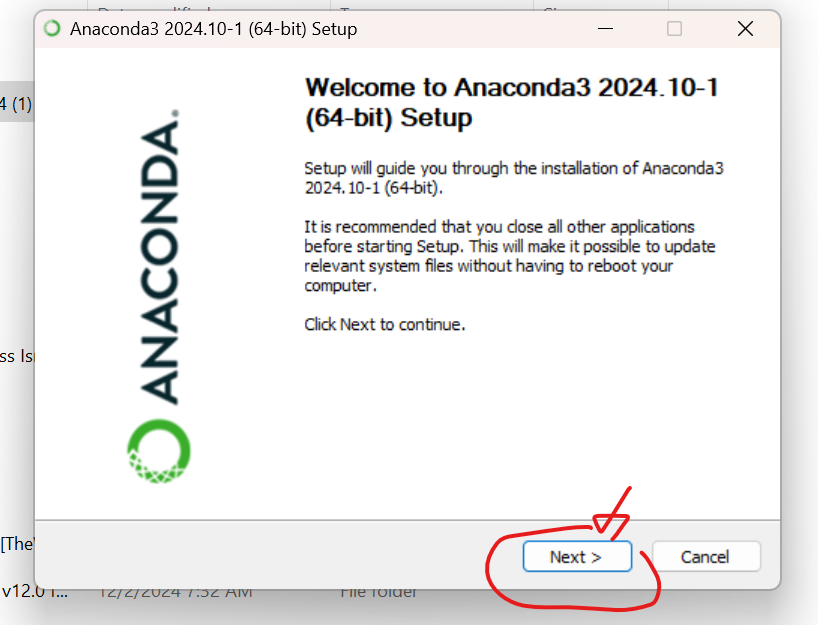 Anaconda3 2024.10-1 (64-bit) Setup
4 (1)
Welcome to Anaconda3 2024.10-1
(64-bit) Setup
Setup will guide you through the installation of Anaconda3
2024.10-1 (64-bit).
It is recommended that you close all other applications
before starting Setup. This will make it possible to update
relevant system files without having to reboot your
computer.
Click Next to continue.
ANACONDA.
[The
Next >
Cancel
v12.0
12/2/2024 7:32 AM
File folder